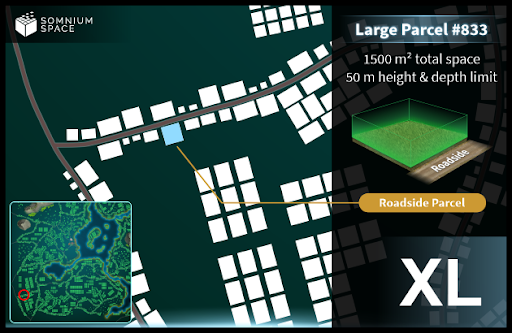 SOMNIUM
SPACE
Large Parcel #833
1500 m² total space
50 m height & depth limit
Roadside
Roadside Parcel
XL